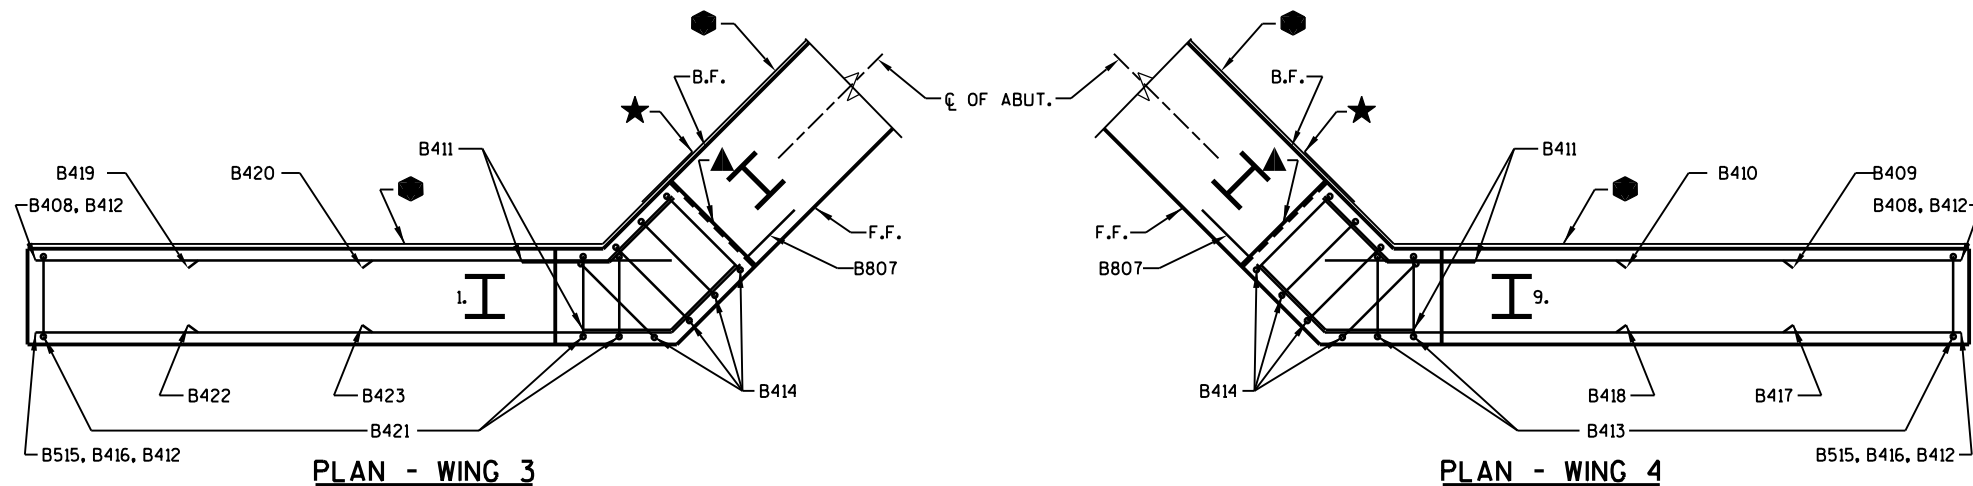 B.F.
℄ OF ABUT.
B411
B419
B420
B408, B412
F.F.
B807
1.
B422
B423
B414
B421
B515, B416, B412
PLAN - WING 3
B.F.
B411
B410
B409
B408, B412
F.F.
B807
9.
B414
B418
B417
B413
B515, B416, B412
PLAN - WING 4